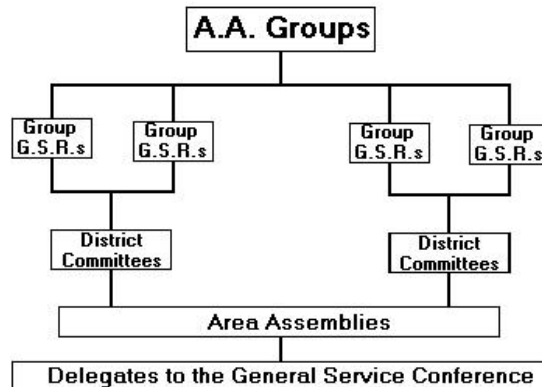 A.A. Groups
Group
G.S.R.s
Group
G.S.R.s
Group
G.S.R.s
Group
G.S.R.s
District
Committees
District
Committees
Area Assemblies
Delegates to the General Service Conference